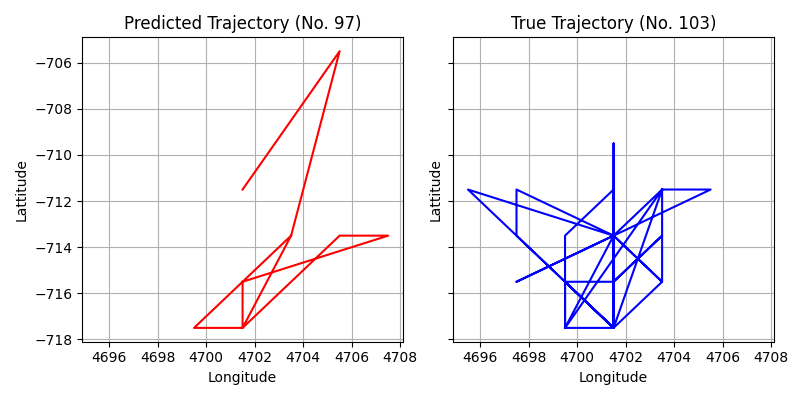 Predicted Trajectory (No. 97)
True Trajectory (No. 103)
−706
−708
−710
−712
−714
−716
−718
Lattitude
Lattitude
4696 4698 4700 4702 4704 4706 4708
4696 4698 4700 4702 4704 4706 4708
Longitude
Longitude